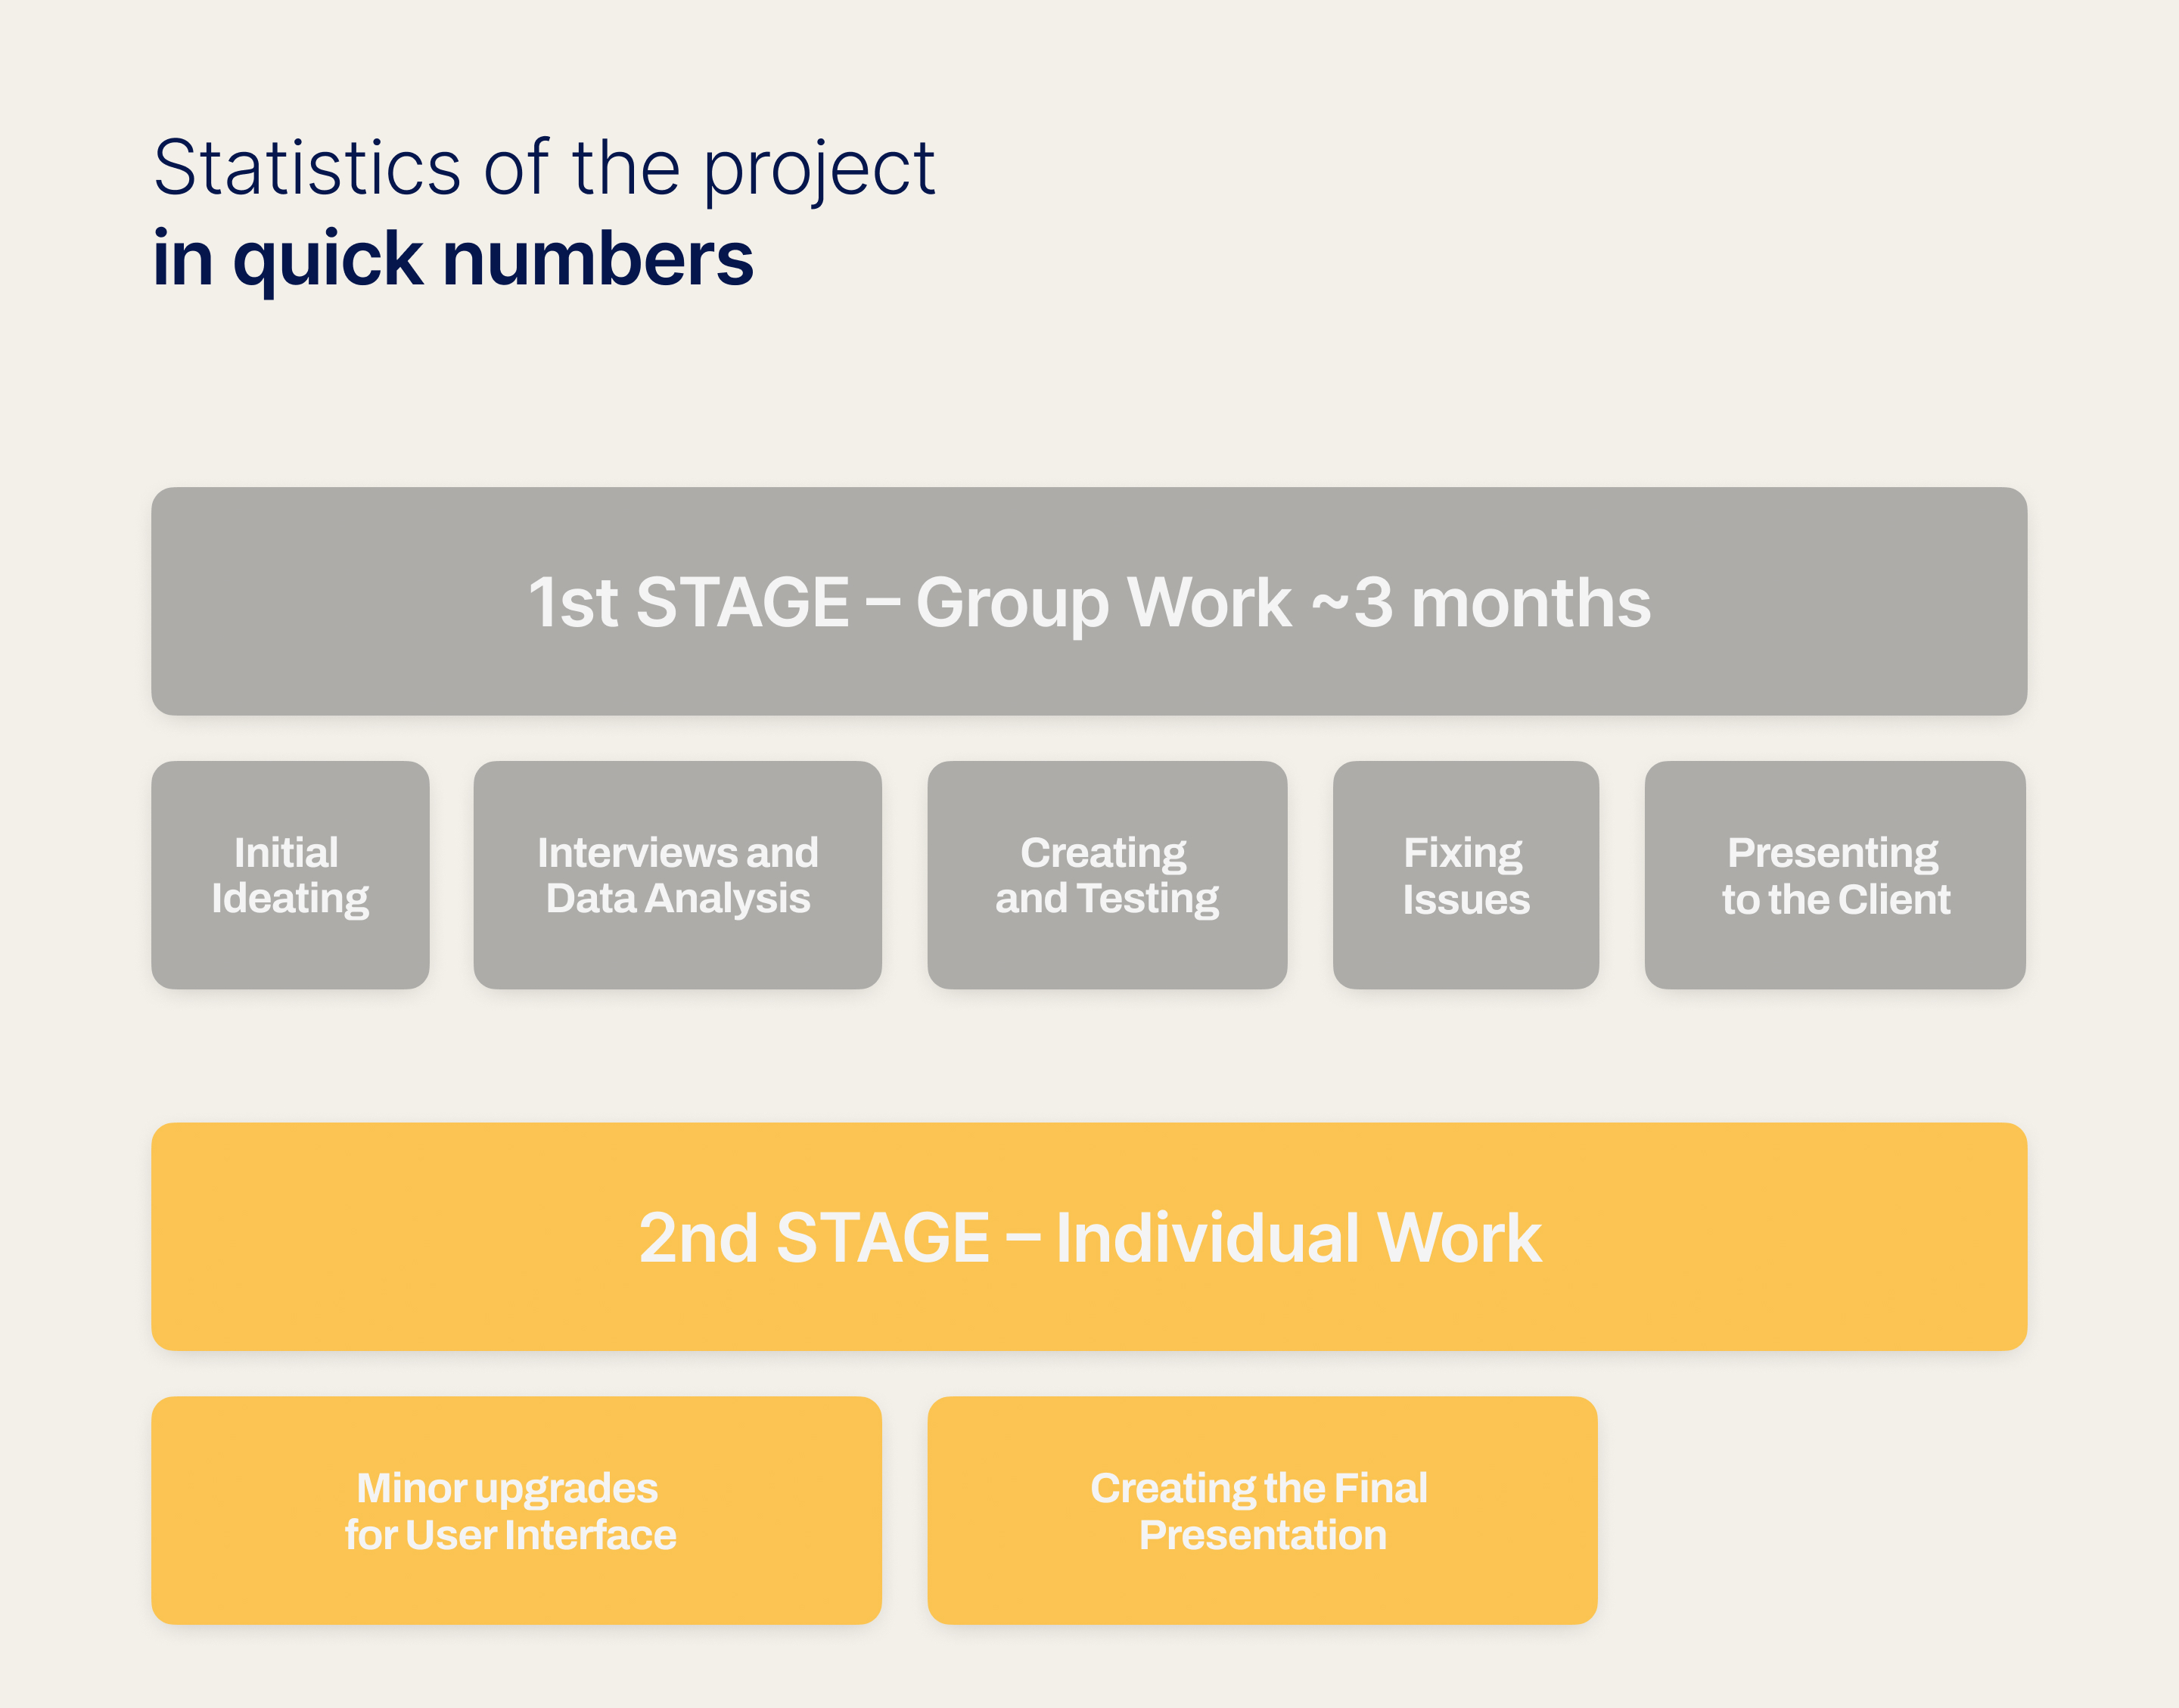 Statistics of the project
in quick numbers
1st STAGE – Group Work ~3 months
Initial
Ideating
Interviews and
Data Analysis
Creating
and Testing
Fixing
Issues
Presenting
to the Client
2nd STAGE – Individual Work
Minor upgrades
for User Interface
Creating the Final
Presentation